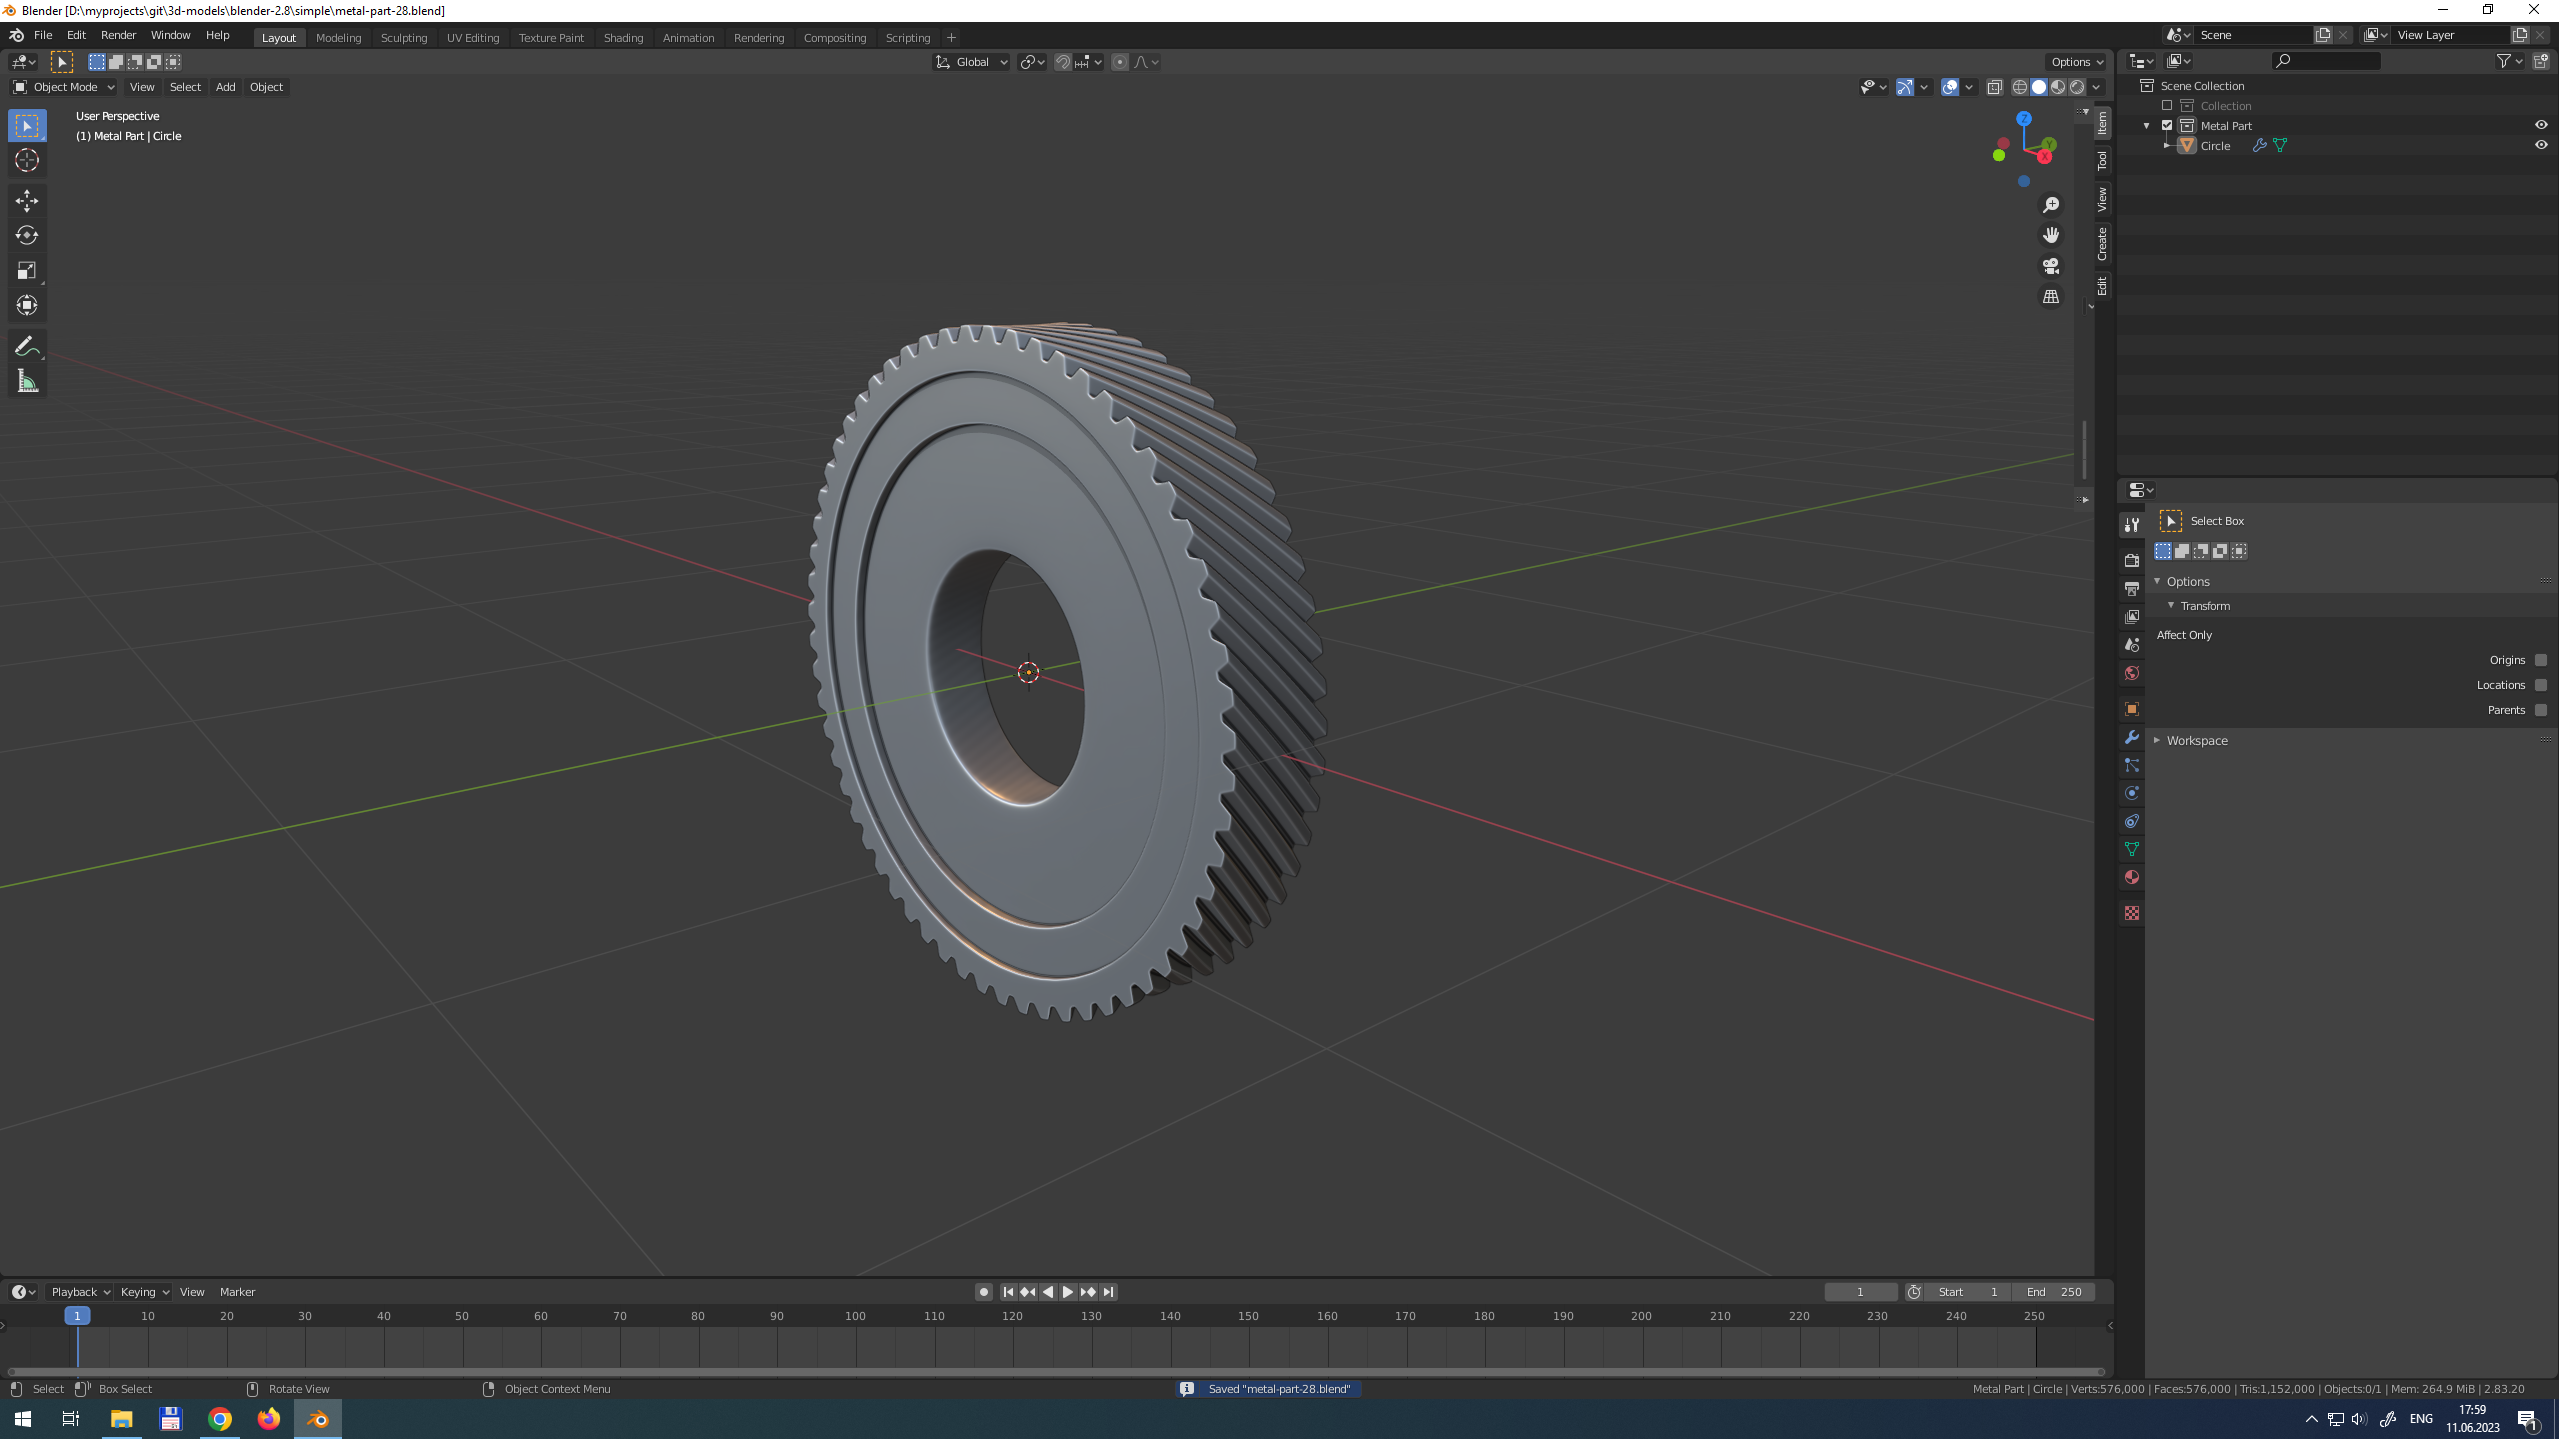 Blender [D:\myprojects\git\3d-models\blender-2.8\simple\metal-part-28.blend]
File Edit Render Window Help Layout Modeling Sculpting UV Editing Texture Paint Shading Animation Rendering Compositing Scripting + Scene View Layer
Global Options
Object Mode View Select Add Object
User Perspective
(1) Metal Part | Circle
Z
Y
X
Item
Tool
View
Create
Edit
Scene Collection
Collection
Metal Part
Circle
Select Box
Options
Transform
Affect Only
Origins
Locations
Parents
Workspace
Playback Keying View Marker 1 Start 1 End 250
1 10 20 30 40 50 60 70 80 90 100 110 120 130 140 150 160 170 180 190 200 210 220 230 240 250
Select Box Select Rotate View Object Context Menu Saved "metal-part-28.blend" Metal Part | Circle | Verts:576,000 | Faces:576,000 | Tris:1,152,000 | Objects:0/1 | Mem: 264.9 MiB | 2.83.20
ENG
17:59
11.06.2023
1